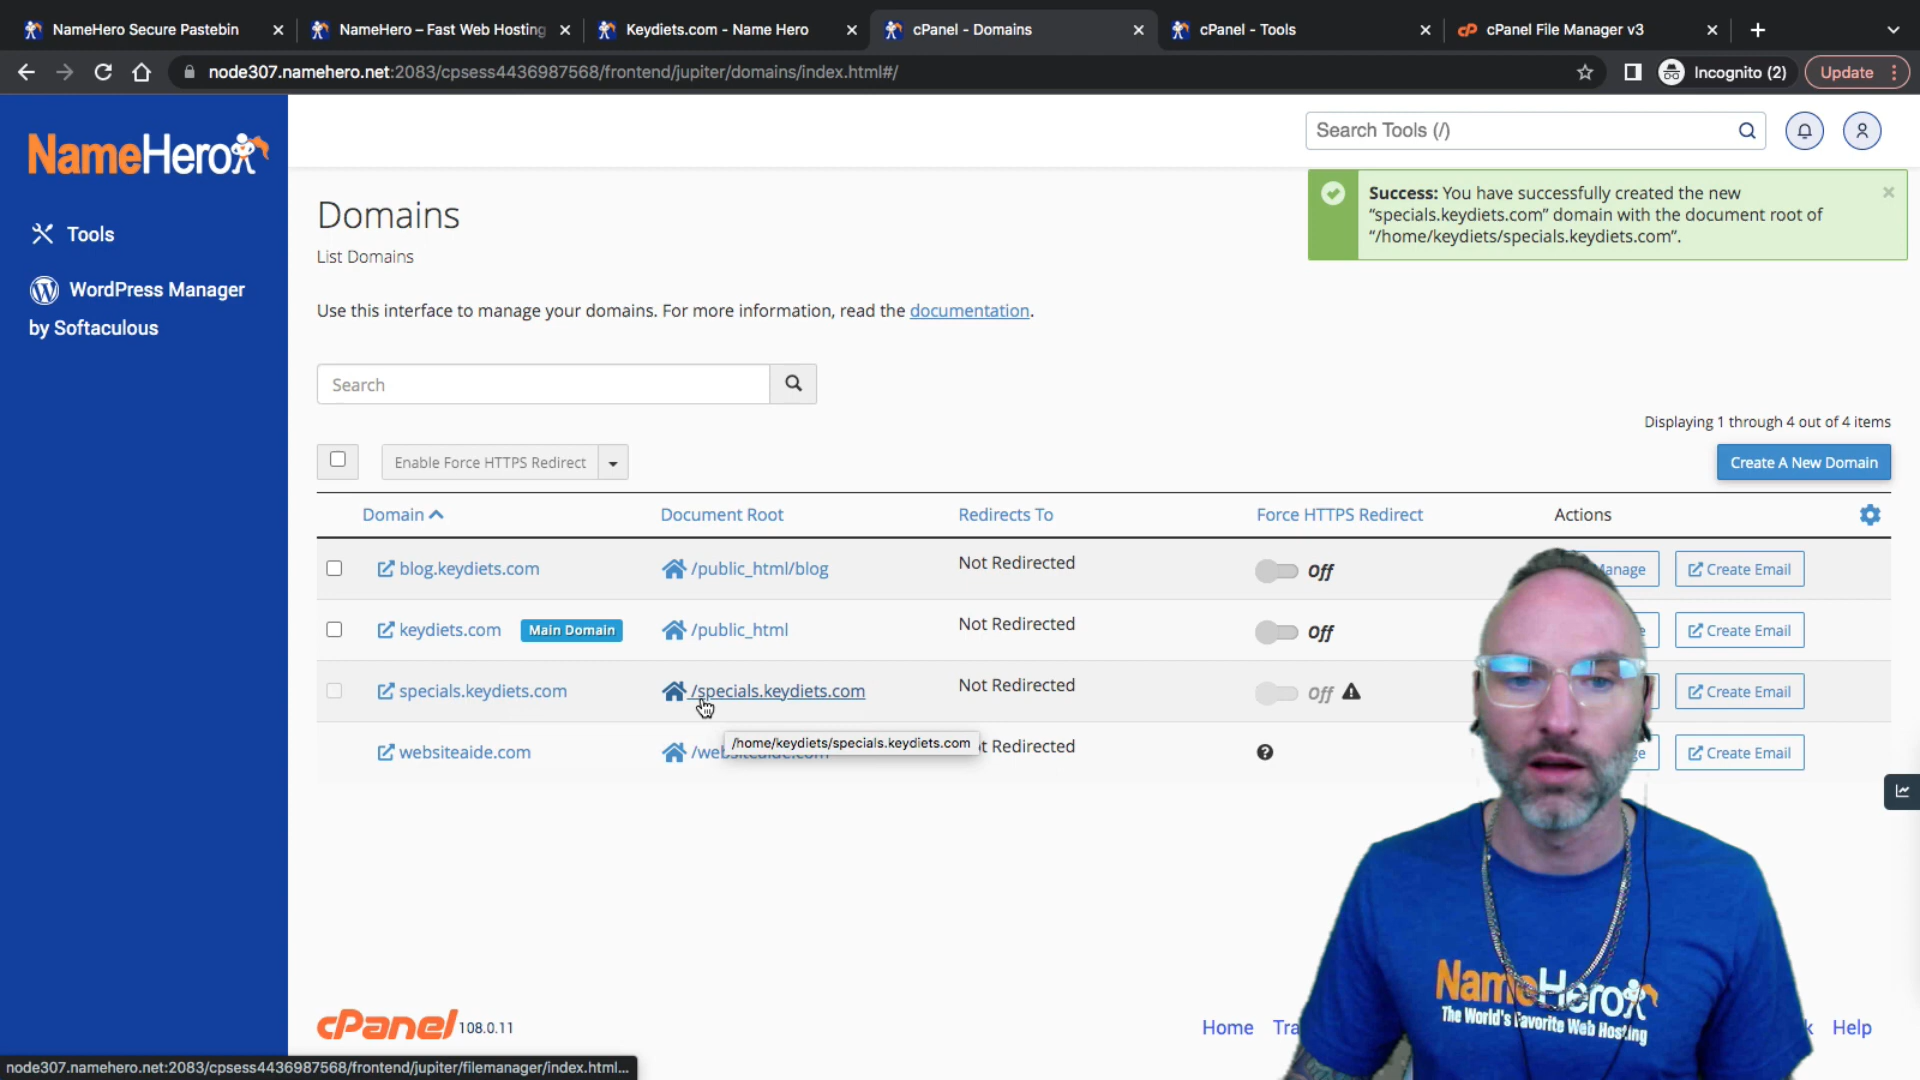 NameHero Secure Pastebin
NameHero – Fast Web Hosting
Keydiets.com - Name Hero
cPanel - Domains
cPanel - Tools
cPanel File Manager v3
node307.namehero.net:2083/cpsess4436987568/frontend/jupiter/domains/index.html#/
Incognito (2)
Update
NameHero
Search Tools (/)
Tools
WordPress Manager
by Softaculous
Success: You have successfully created the new
“specials.keydiets.com” domain with the document root of
“/home/keydiets/specials.keydiets.com”.
Domains
List Domains
Use this interface to manage your domains. For more information, read the documentation.
Search
Displaying 1 through 4 out of 4 items
Enable Force HTTPS Redirect
Create A New Domain
Domain Document Root Redirects To Force HTTPS Redirect Actions
blog.keydiets.com /public_html/blog Not Redirected Off Manage Create Email
keydiets.com Main Domain /public_html Not Redirected Off Create Email
specials.keydiets.com /specials.keydiets.com Not Redirected Off Create Email
websiteaide.com /websiteaide.com Redirected Create Email
/home/keydiets/specials.keydiets.com
NameHero
The World's Favorite Web Hosting
cPanel 108.0.11
Home Help
node307.namehero.net:2083/cpsess4436987568/frontend/jupiter/filemanager/index.html...